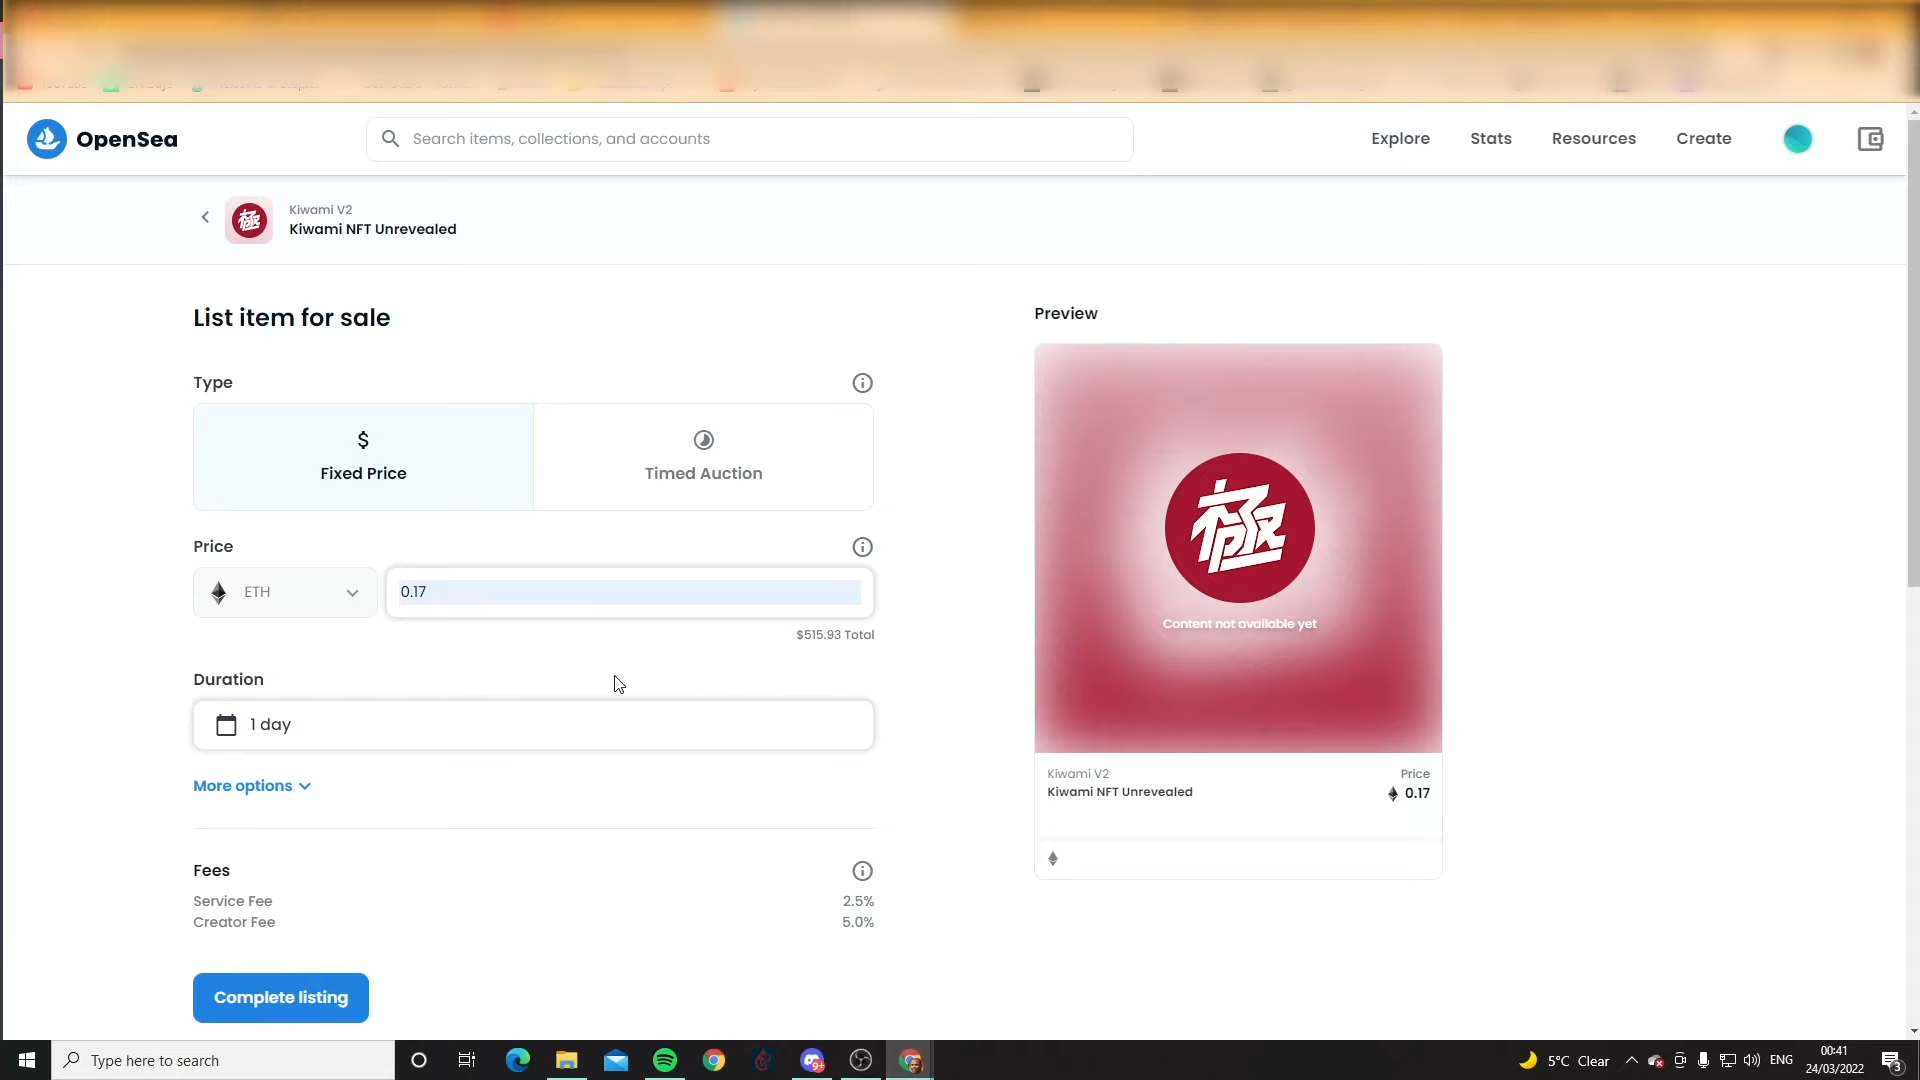 OpenSea
Search items, collections, and accounts
Explore
Stats
Resources
Create
極
Kiwami V2
Kiwami NFT Unrevealed
List item for sale
Preview
Type
$
Fixed Price
Timed Auction
Price
ETH
0.17
$515.93 Total
極
Content not available yet
Duration
1 day
More options
Kiwami V2
Price
Kiwami NFT Unrevealed
0.17
Fees
Service Fee
2.5%
Creator Fee
5.0%
Complete listing
Type here to search
9+
5°C Clear
ENG
00:41
24/03/2022
3